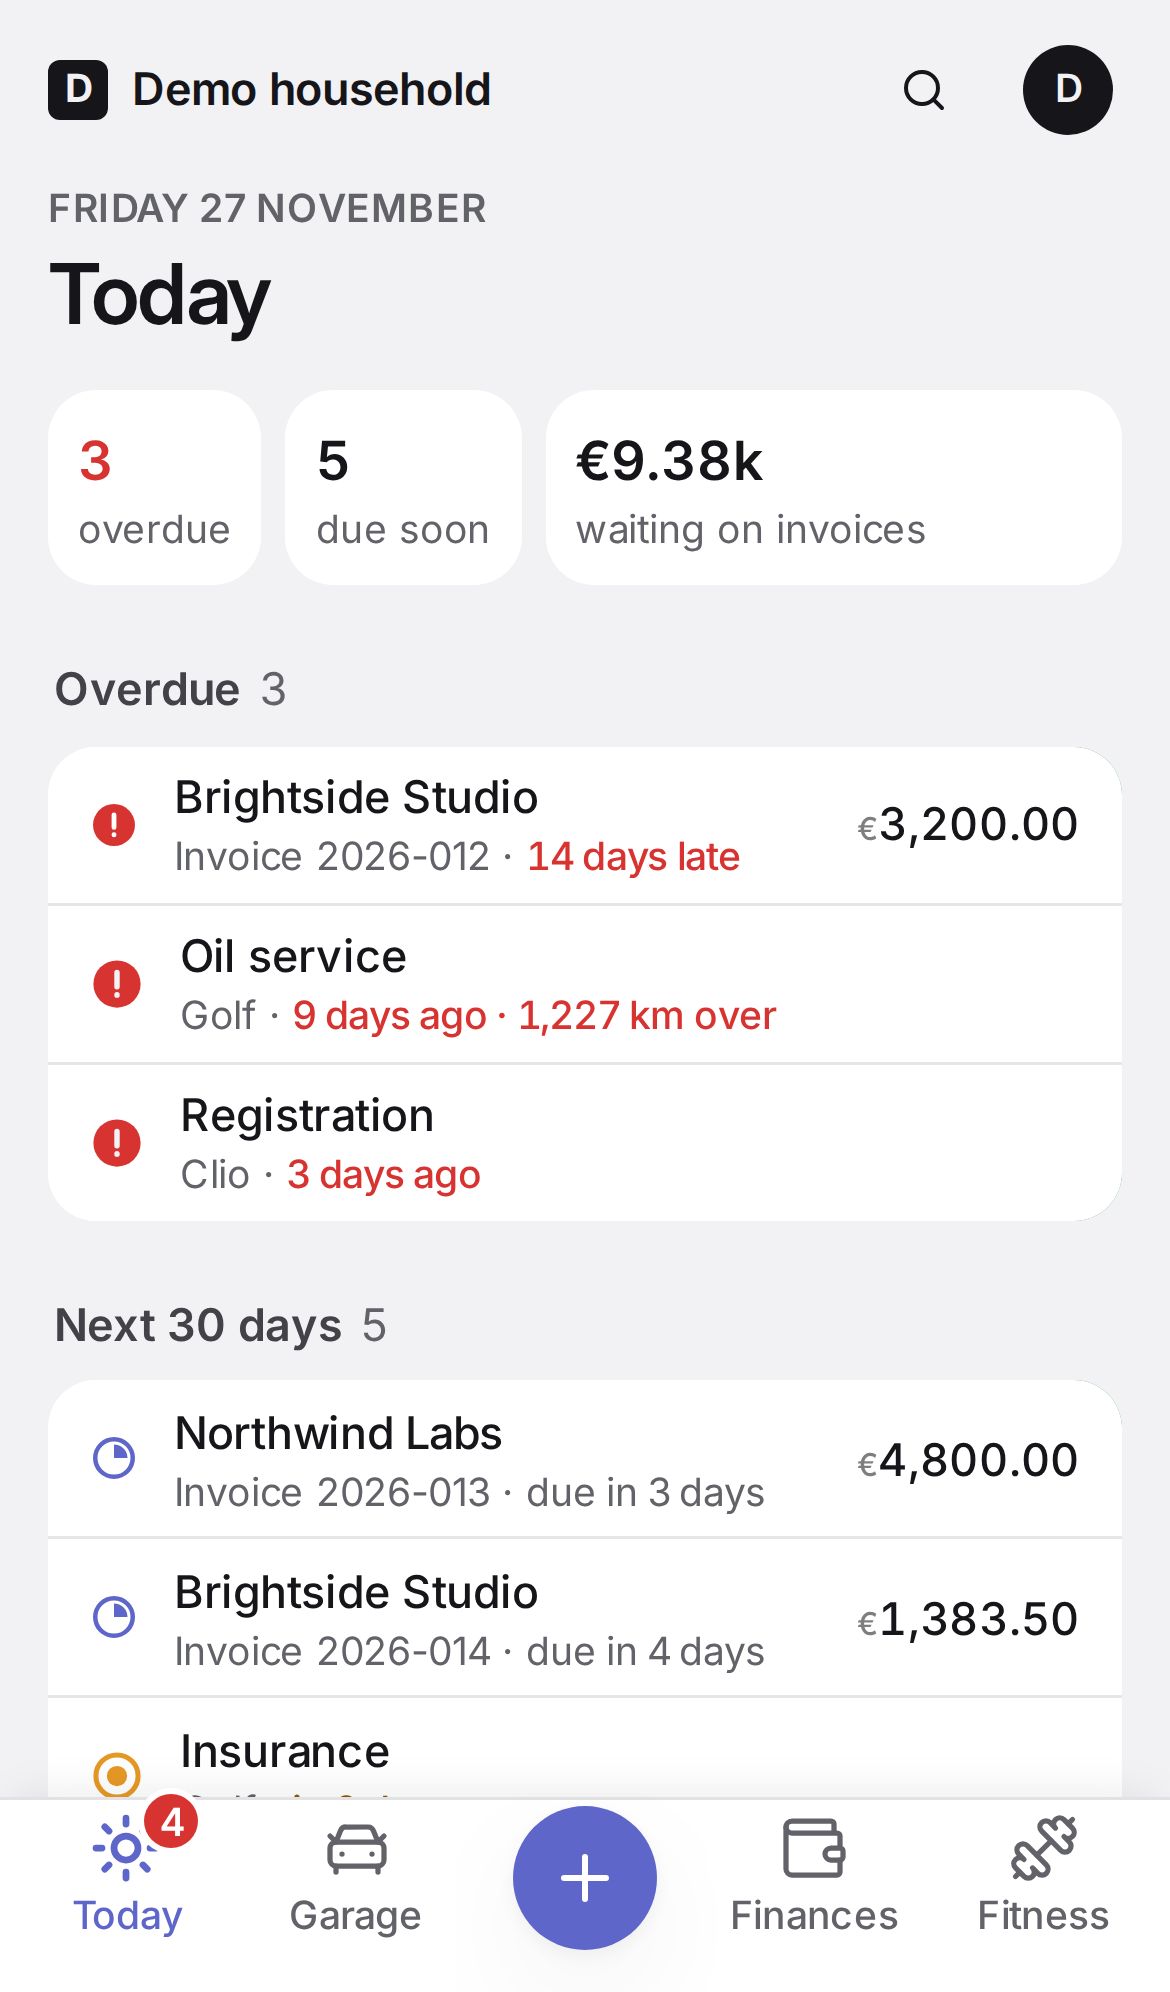 D Demo household D
FRIDAY 27 NOVEMBER
Today
3 5 €9.38k
overdue due soon waiting on invoices
Overdue 3
Brightside Studio €3,200.00
Invoice 2026-012 · 14 days late
Oil service
Golf · 9 days ago · 1,227 km over
Registration
Clio · 3 days ago
Next 30 days 5
Northwind Labs €4,800.00
Invoice 2026-013 · due in 3 days
Brightside Studio €1,383.50
Invoice 2026-014 · due in 4 days
Insurance
4
Today Garage Finances Fitness